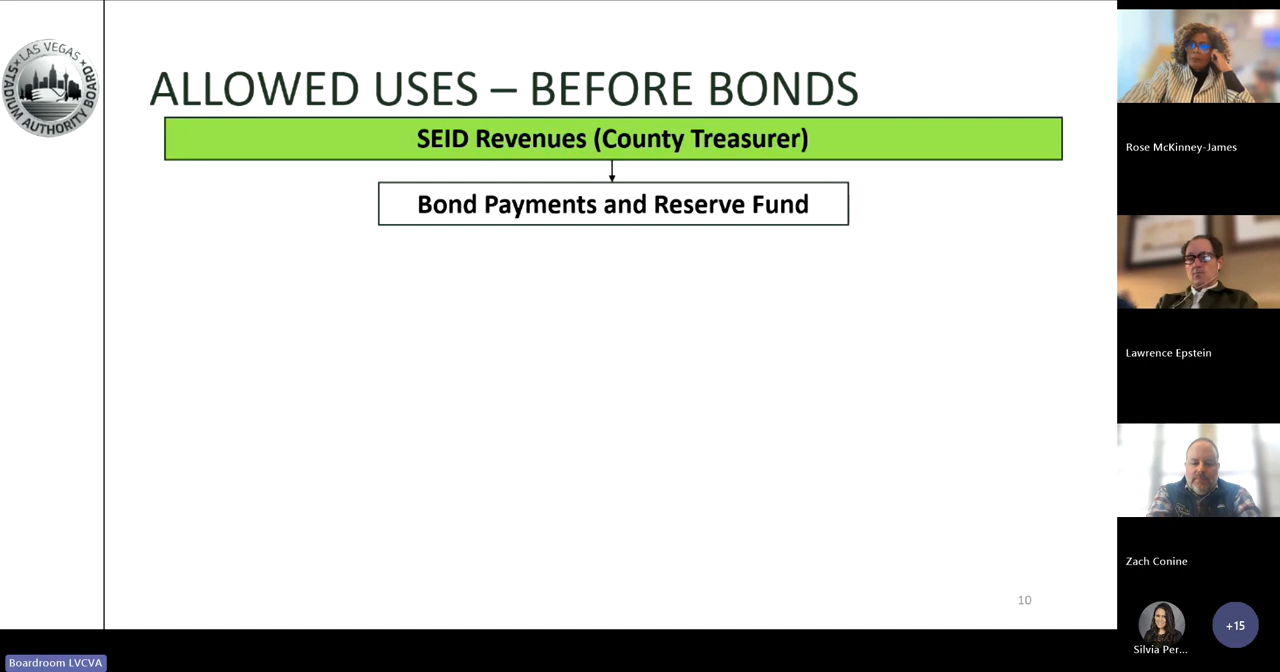 LAS VEGAS
STADIUM AUTHORITY BOARD
ALLOWED USES – BEFORE BONDS
SEID Revenues (County Treasurer)
Bond Payments and Reserve Fund
10
Rose McKinney-James
Lawrence Epstein
Zach Conine
Silvia Per...
+15
Boardroom LVCVA